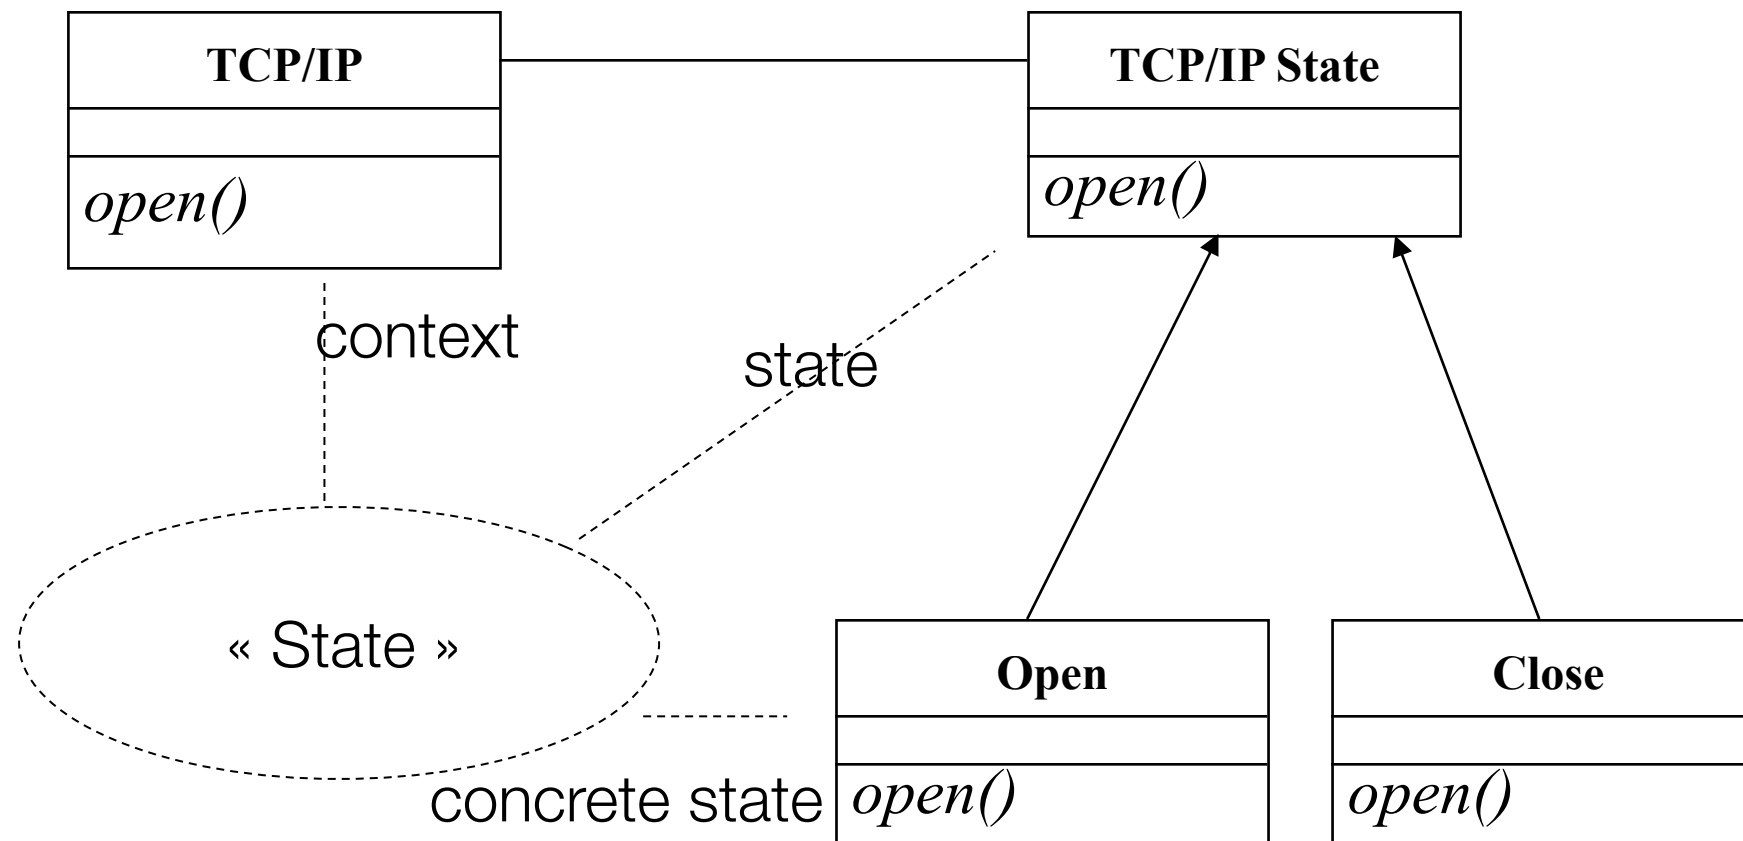 TCP/IP
TCP/IP State
open()
open()
context
state
« State »
Open
Close
concrete state
open()
open()